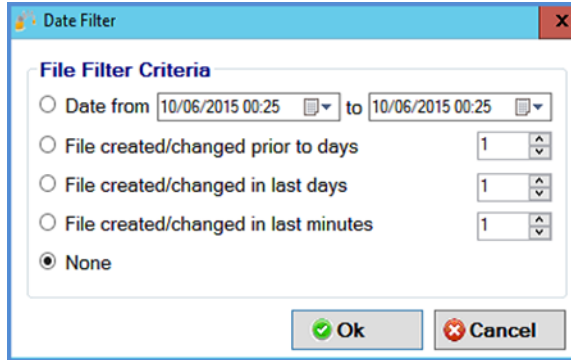 Date Filter
x
File Filter Criteria
Date from 10/06/2015 00:25 to 10/06/2015 00:25
File created/changed prior to days 1
File created/changed in last days 1
File created/changed in last minutes 1
None
Ok Cancel